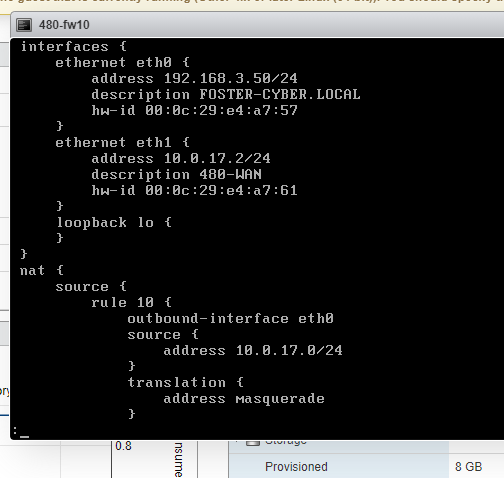 480-fw10
interfaces {
    ethernet eth0 {
        address 192.168.3.50/24
        description FOSTER-CYBER.LOCAL
        hw-id 00:0c:29:e4:a7:57
    }
    ethernet eth1 {
        address 10.0.17.2/24
        description 480-WAN
        hw-id 00:0c:29:e4:a7:61
    }
    loopback lo {
    }
}
nat {
    source {
        rule 10 {
            outbound-interface eth0
            source {
                address 10.0.17.0/24
            }
            translation {
                address masquerade
            }
:_
0.8
Storage
Provisioned 8 GB